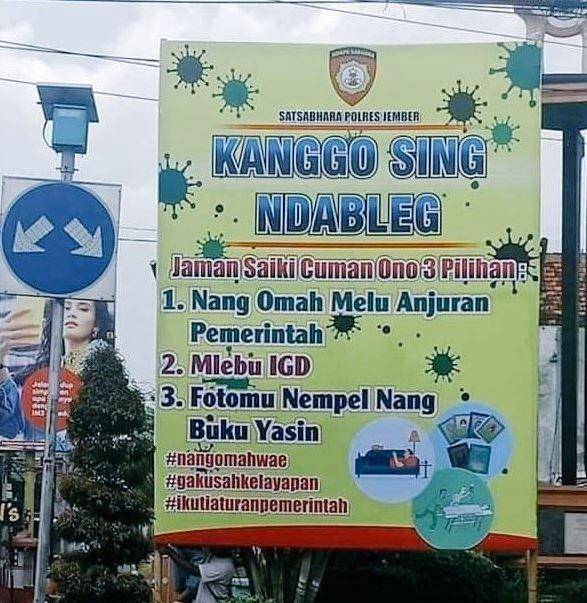 SATSABHARA POLRES JEMBER
KANGGO SING
NDABLEG
Jaman Saiki Cuman Ono 3 Pilihan :
1. Nang Omah Melu Anjuran
Pemerintah
2. Mlebu IGD
3. Fotomu Nempel Nang
Buku Yasin
#nangomahwae
#gakusahkelayapan
#ikutiaturanpemerintah